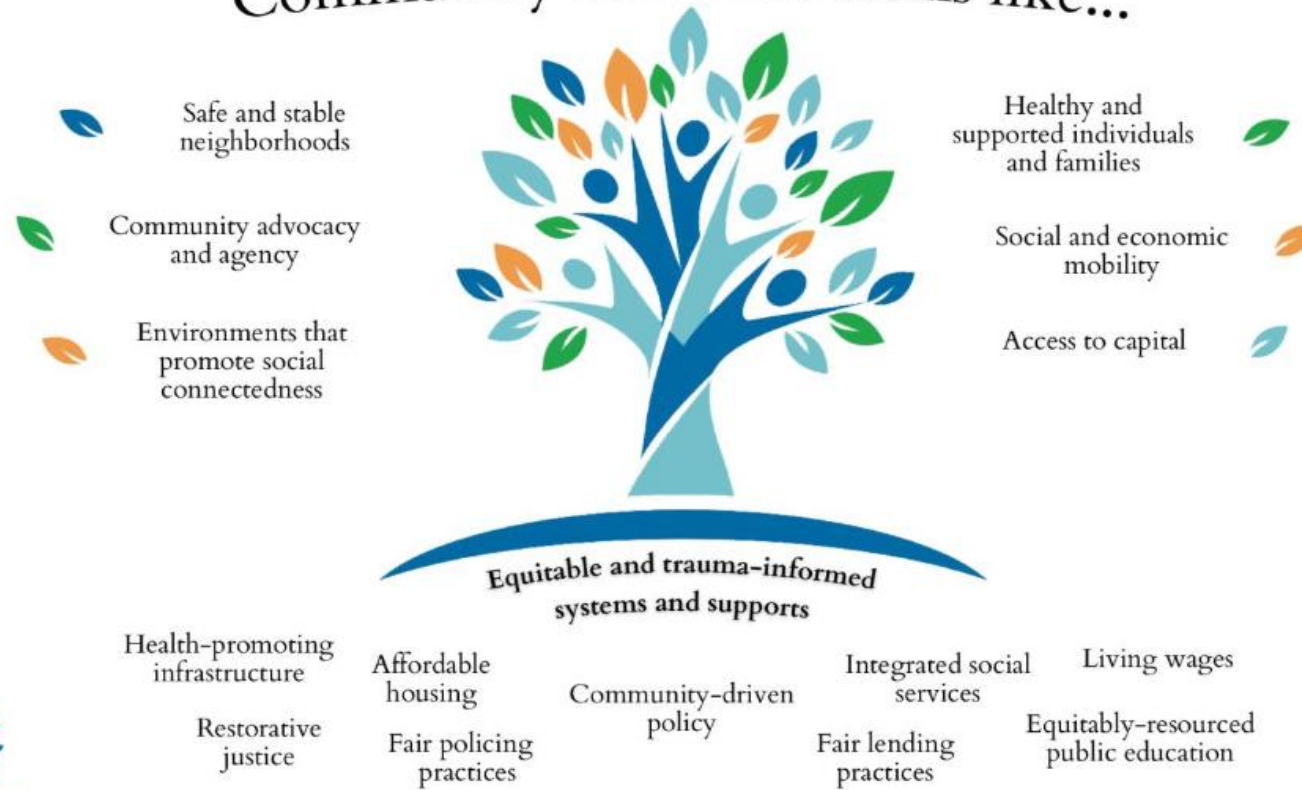 Community
like...
Safe and stable
neighborhoods
Community advocacy
and agency
Environments that
promote social
connectedness
Healthy and
supported individuals
and families
Social and economic
mobility
Access to capital
Equitable and trauma-informed
systems and supports
Health-promoting
infrastructure
Affordable
housing
Community-driven
policy
Integrated social
services
Living wages
Restorative
justice
Fair policing
practices
Fair lending
practices
Equitably-resourced
public education